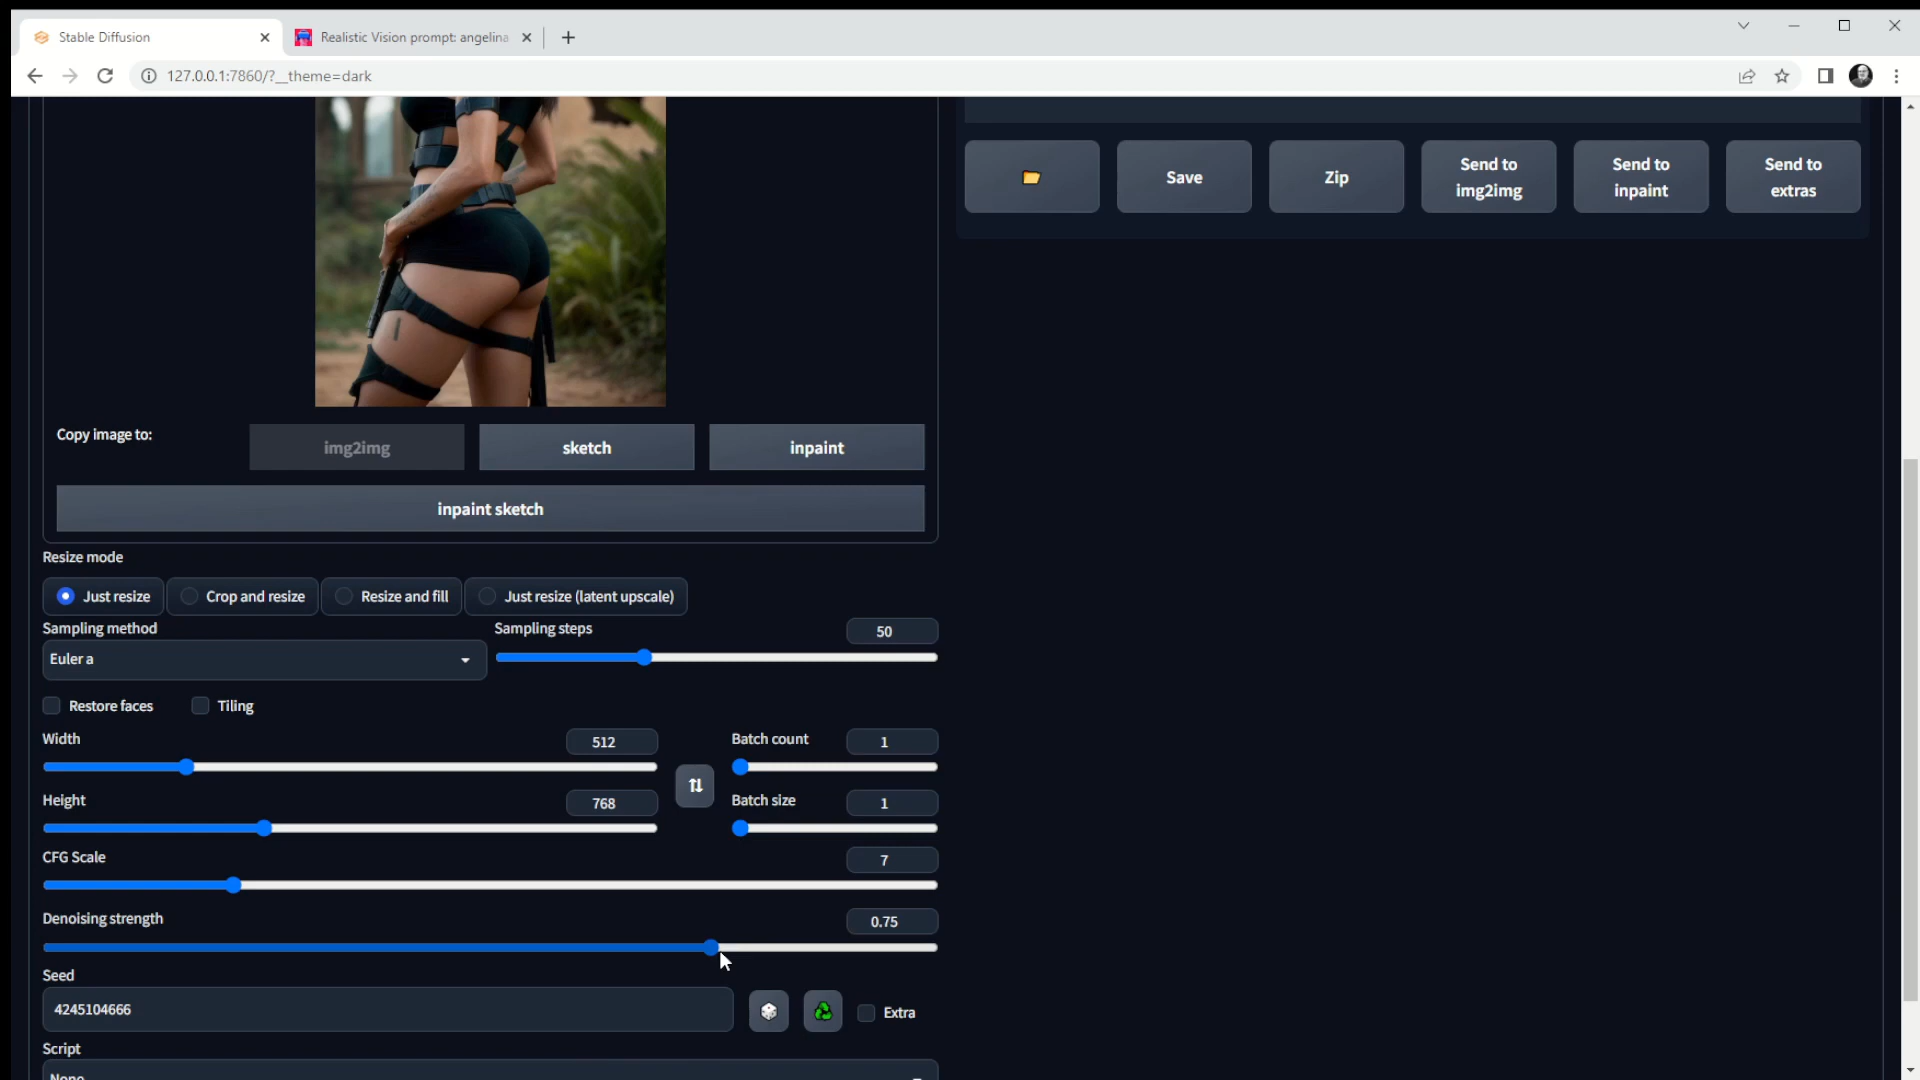 Stable Diffusion
Realistic Vision prompt: angelina
127.0.0.1:7860/?__theme=dark
Save
Zip
Send to
img2img
Send to
inpaint
Send to
extras
Copy image to:
img2img
sketch
inpaint
inpaint sketch
Resize mode
Just resize
Crop and resize
Resize and fill
Just resize (latent upscale)
Sampling method
Sampling steps
50
Euler a
Restore faces
Tiling
Width
512
Batch count
1
Height
768
Batch size
1
CFG Scale
7
Denoising strength
0.75
Seed
4245104666
Extra
Script
None